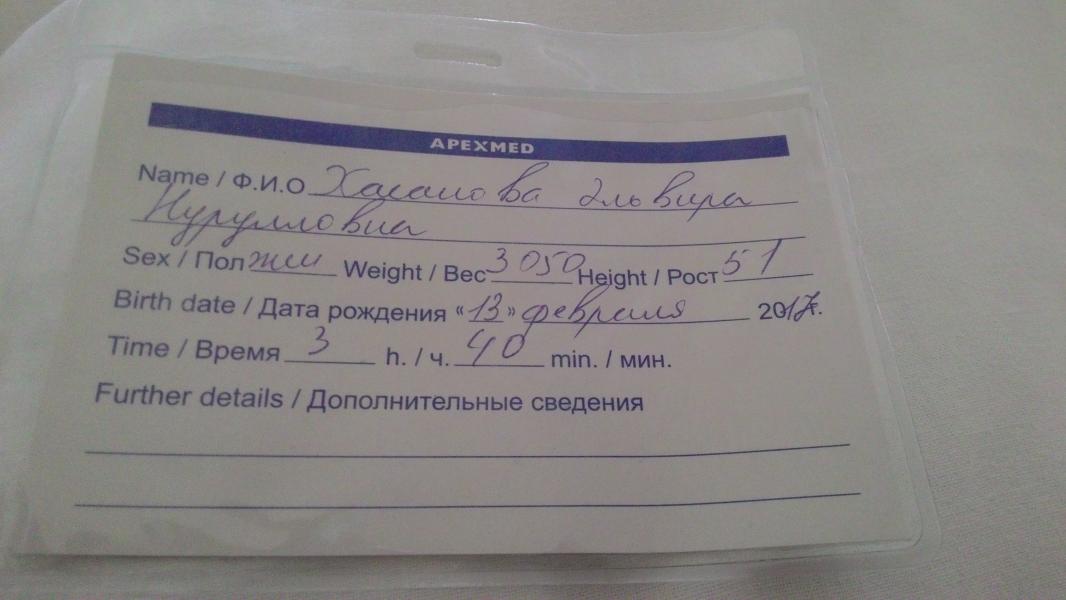 APEXMED
Name / Ф.И.О Хасанова Эльвира
Нурулловна
Sex / Пол жен Weight / Вес 3050 Height / Рост 51
Birth date / Дата рождения «13» февраля 2017г.
Time / Время 3 h. / ч. 40 min. / мин.
Further details / Дополнительные сведения